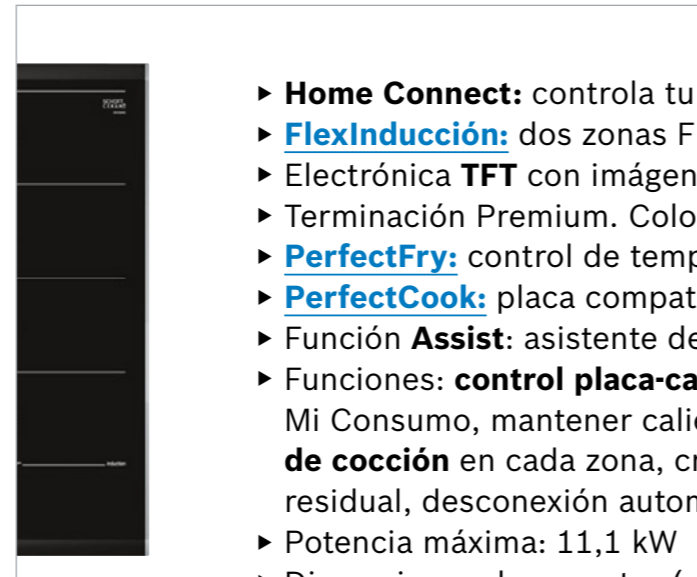 SCHOTT
CERAN®
induction
▸ Home Connect: controla tu
▸ FlexInducción: dos zonas F
▸ Electrónica TFT con imágen
▸ Terminación Premium. Colo
▸ PerfectFry: control de temp
▸ PerfectCook: placa compat
▸ Función Assist: asistente de
▸ Funciones: control placa-ca
Mi Consumo, mantener calie
de cocción en cada zona, cr
residual, desconexión autom
▸ Potencia máxima: 11,1 kW